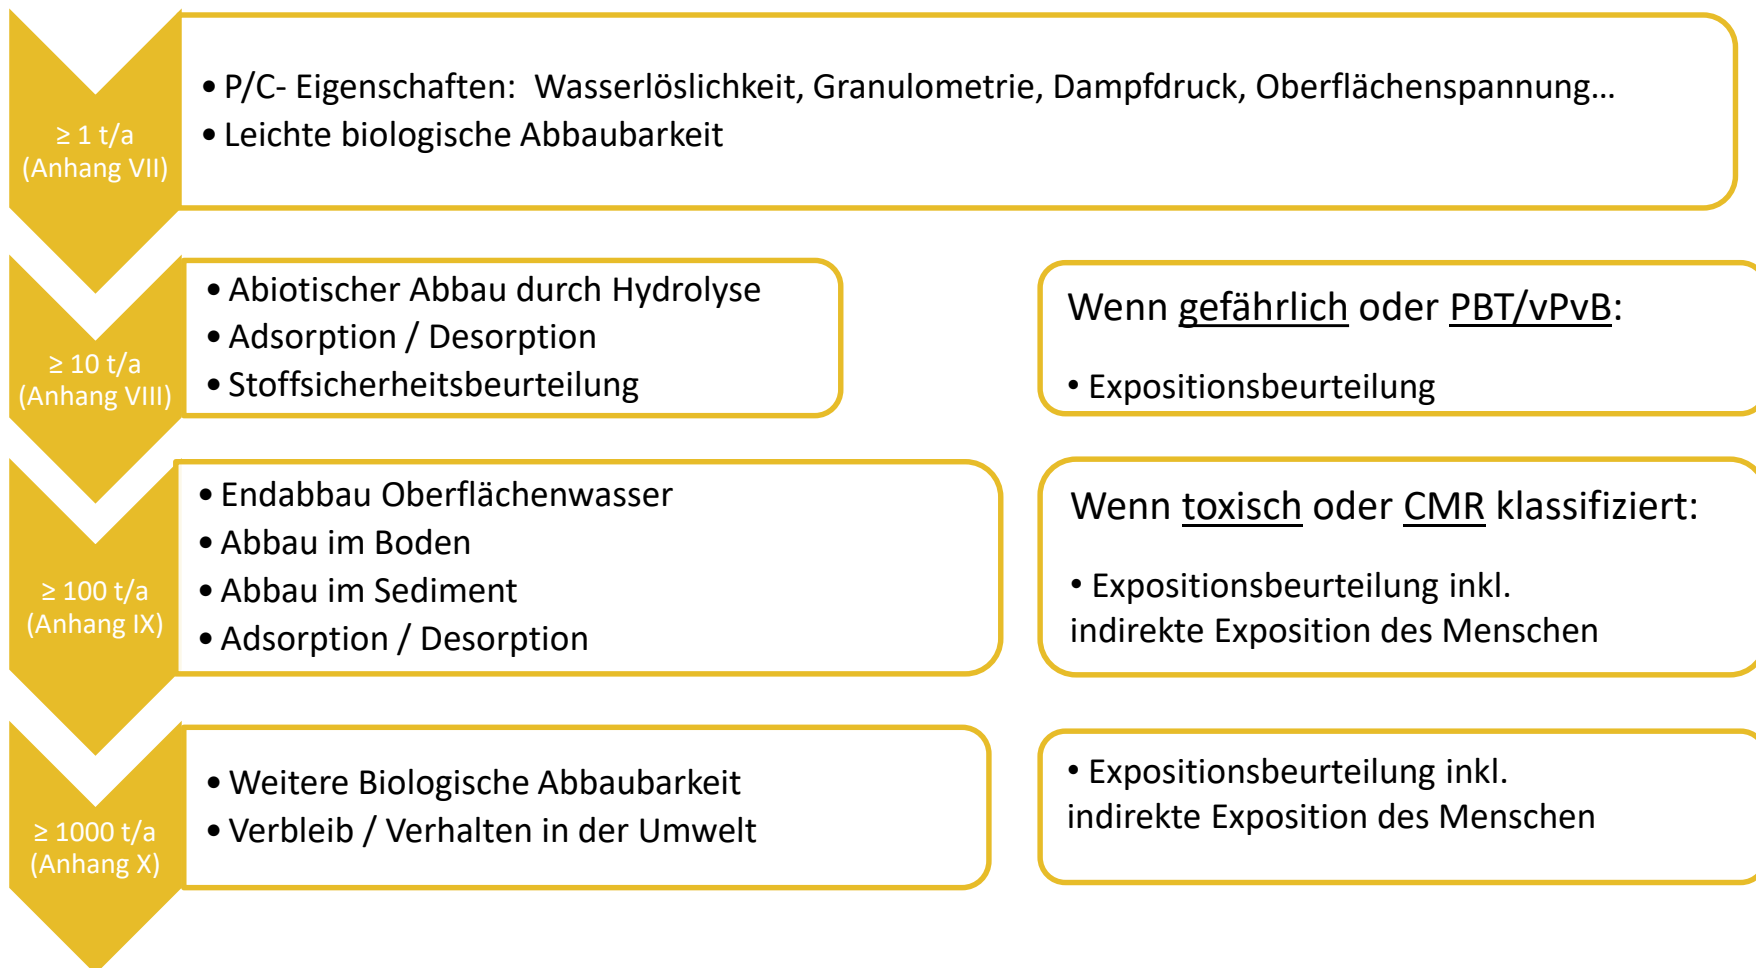 ≥ 1 t/a
(Anhang VII)
• P/C- Eigenschaften: Wasserlöslichkeit, Granulometrie, Dampfdruck, Oberflächenspannung…
• Leichte biologische Abbaubarkeit
≥ 10 t/a
(Anhang VIII)
• Abiotischer Abbau durch Hydrolyse
• Adsorption / Desorption
• Stoffsicherheitsbeurteilung
Wenn gefährlich oder PBT/vPvB:
• Expositionsbeurteilung
≥ 100 t/a
(Anhang IX)
• Endabbau Oberflächenwasser
• Abbau im Boden
• Abbau im Sediment
• Adsorption / Desorption
Wenn toxisch oder CMR klassifiziert:
• Expositionsbeurteilung inkl.
indirekte Exposition des Menschen
≥ 1000 t/a
(Anhang X)
• Weitere Biologische Abbaubarkeit
• Verbleib / Verhalten in der Umwelt
• Expositionsbeurteilung inkl.
indirekte Exposition des Menschen